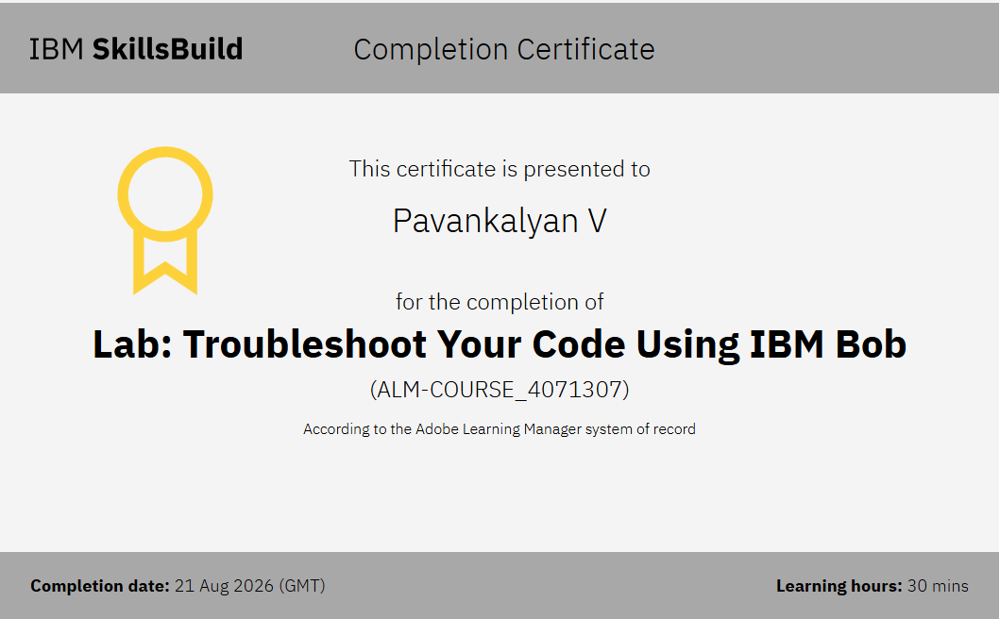 IBM SkillsBuild
Completion Certificate
This certificate is presented to
Pavankalyan V
for the completion of
Lab: Troubleshoot Your Code Using IBM Bob
(ALM-COURSE_4071307)
According to the Adobe Learning Manager system of record
Completion date: 21 Aug 2026 (GMT)
Learning hours: 30 mins